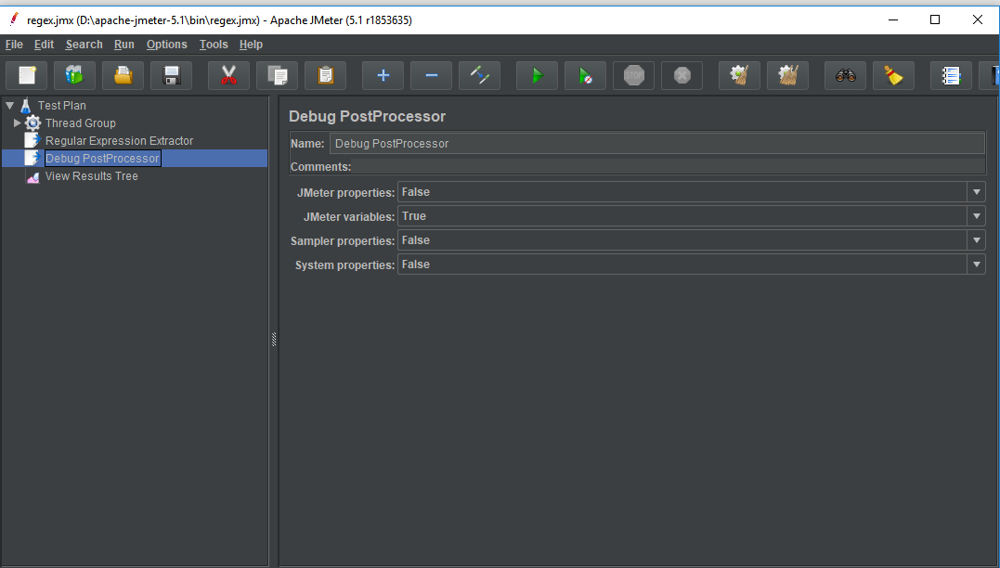 regex.jmx (D:\apache-jmeter-5.1\bin\regex.jmx) - Apache JMeter (5.1 r1853635)
File Edit Search Run Options Tools Help
STOP
Test Plan
Thread Group
Regular Expression Extractor
Debug PostProcessor
View Results Tree
Debug PostProcessor
Name: Debug PostProcessor
Comments:
JMeter properties: False
JMeter variables: True
Sampler properties: False
System properties: False